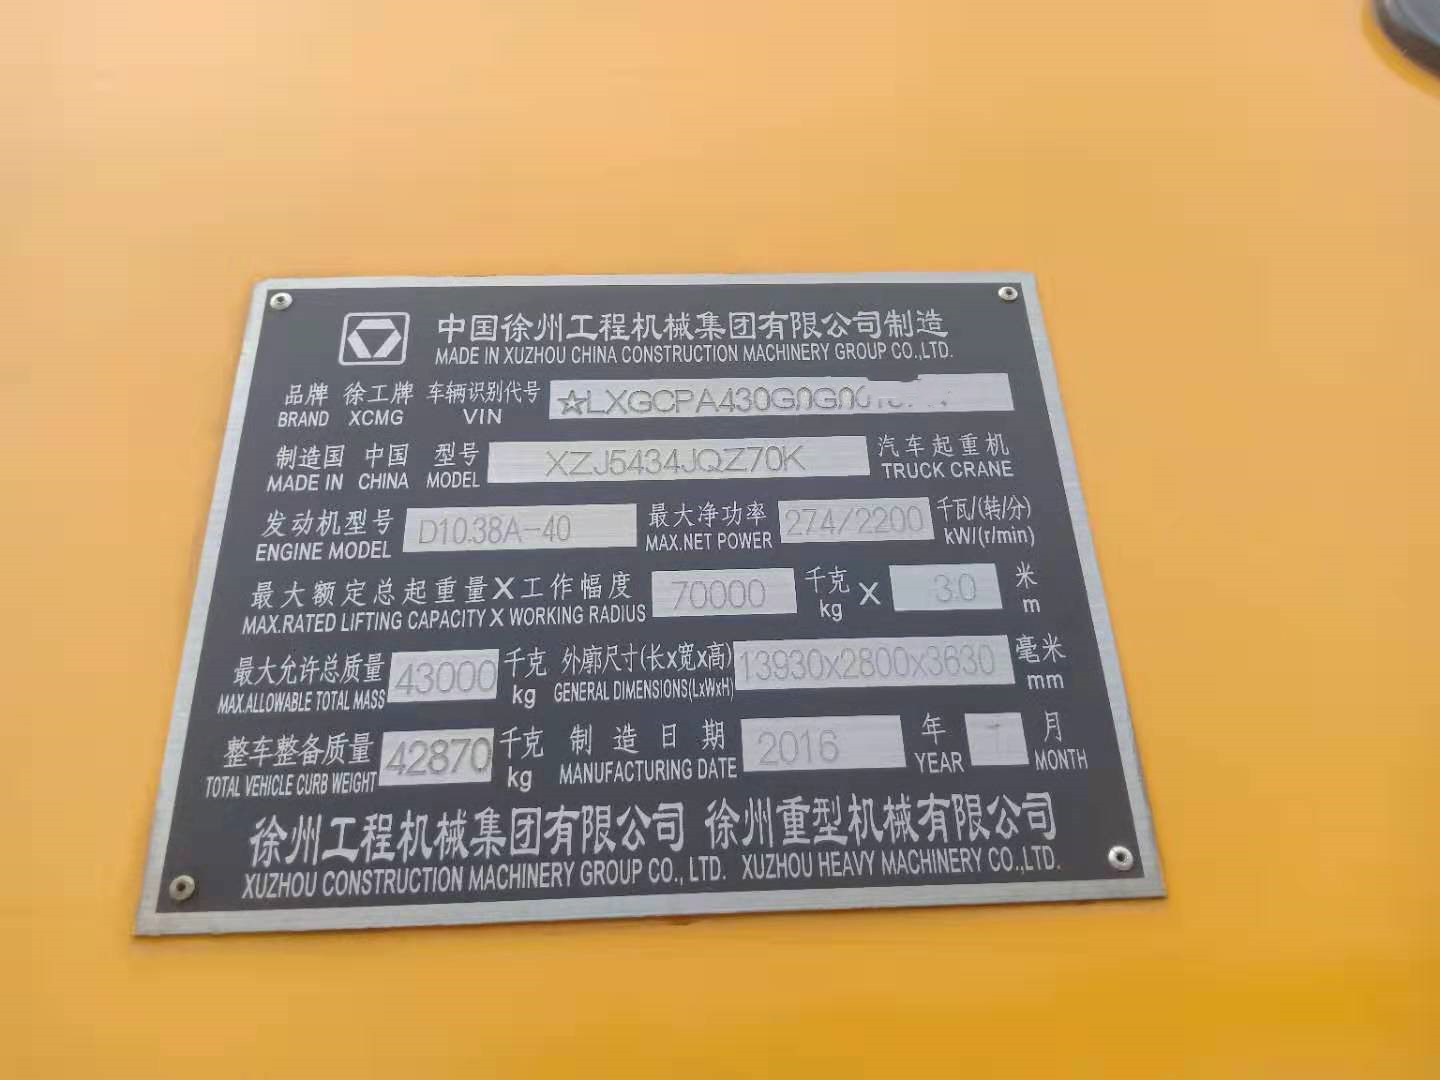 中国徐州工程机械集团有限公司制造
MADE IN XUZHOU CHINA CONSTRUCTION MACHINERY GROUP CO.,LTD.
品牌 徐工牌 车辆识别代号 ☆LXGCPA430G0G0
BRAND XCMG VIN
制造国 中国 型号 XZJ5434JQZ70K 汽车起重机
MADE IN CHINA MODEL TRUCK CRANE
发动机型号 D10.38A-40 最大净功率 274/2200 千瓦/(转/分)
ENGINE MODEL MAX.NET POWER kW/(r/min)
最大额定总起重量X工作幅度 70000 千克 X 3.0 米
MAX.RATED LIFTING CAPACITY X WORKING RADIUS kg m
最大允许总质量 43000 千克 外廓尺寸(长x宽x高) 13930x2800x3630 毫米
MAX.ALLOWABLE TOTAL MASS kg GENERAL DIMENSIONS(LxWxH) mm
整车整备质量 42870 千克 制造日期 2016 年 月
TOTAL VEHICLE CURB WEIGHT kg MANUFACTURING DATE YEAR MONTH
徐州工程机械集团有限公司 徐州重型机械有限公司
XUZHOU CONSTRUCTION MACHINERY GROUP CO., LTD. XUZHOU HEAVY MACHINERY CO.,LTD.